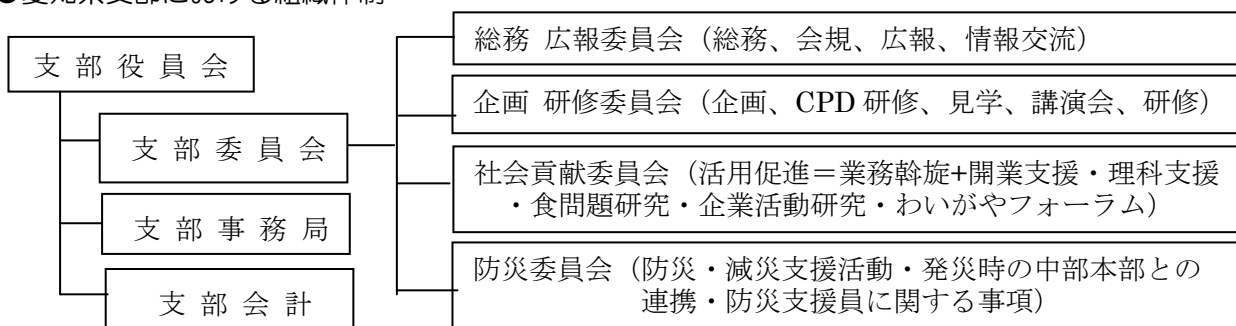 ●愛知県支部における組織体制
支部役員会
支部委員会
支部事務局
支部会計
総務 広報委員会（総務、会規、広報、情報交流）
企画 研修委員会（企画、CPD 研修、見学、講演会、研修）
社会貢献委員会（活用促進＝業務斡旋+開業支援・理科支援
・食問題研究・企業活動研究・わいがやフォーラム）
防災委員会（防災・減災支援活動・発災時の中部本部との
連携・防災支援員に関する事項）